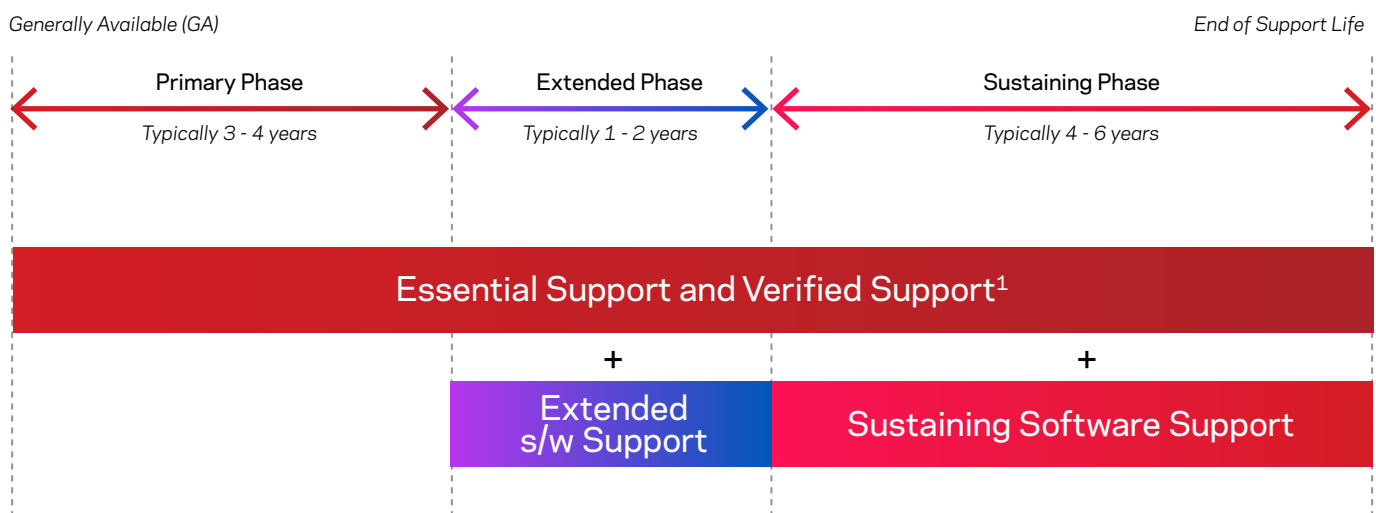 Generally Available (GA)
End of Support Life
Primary Phase
Extended Phase
Sustaining Phase
Typically 3 - 4 years
Typically 1 - 2 years
Typically 4 - 6 years
Essential Support and Verified Support¹
+
+
Extended
s/w Support
Sustaining Software Support